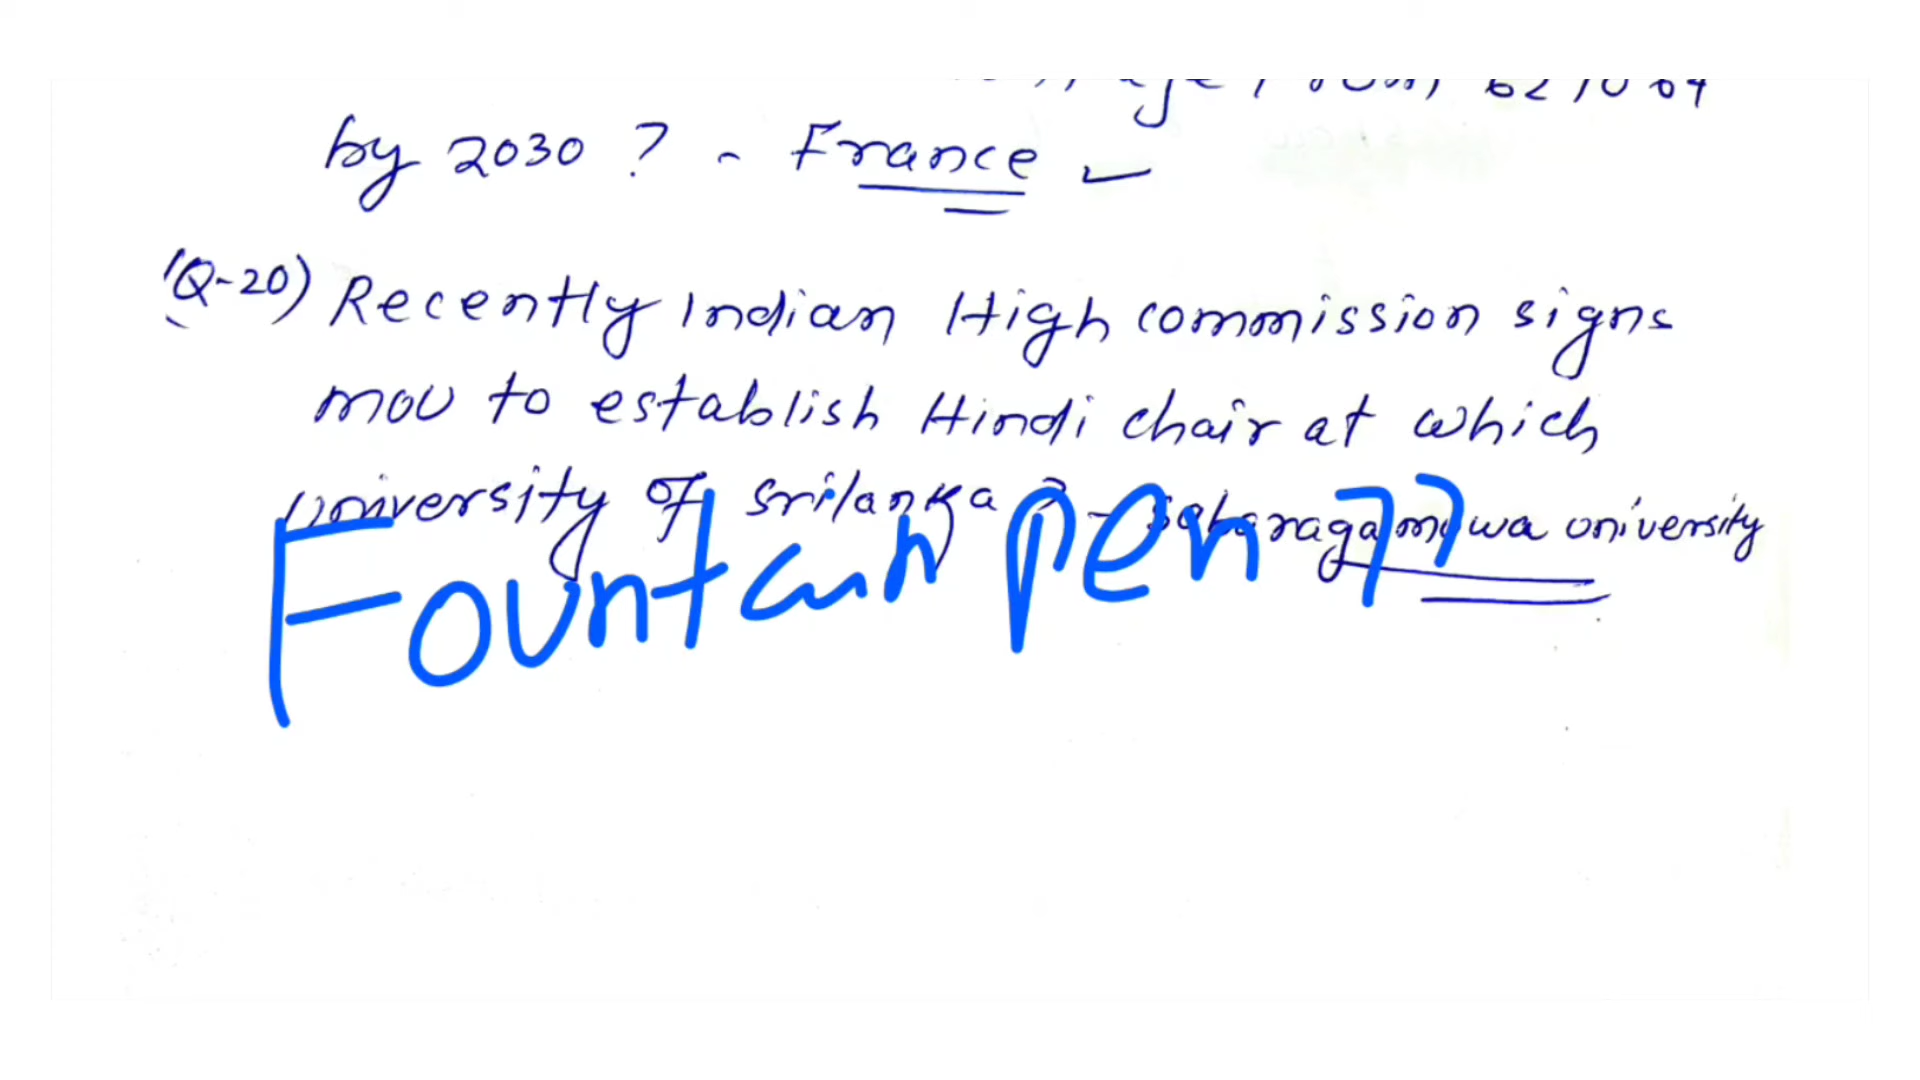 by 2030 ? - France
(Q-20) Recently Indian High commission signs
mou to establish Hindi chair at which
university of srilanka ? - Sabaragamuwa university
Fountain pen 77